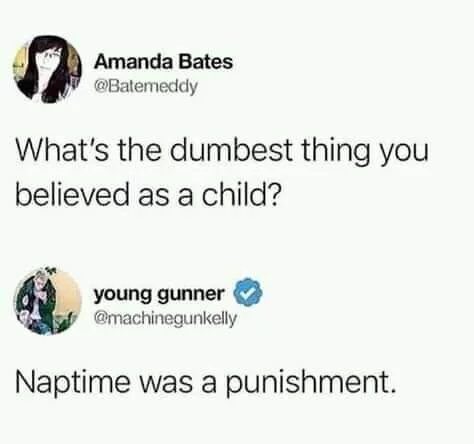 Amanda Bates
@Batemeddy
What's the dumbest thing you
believed as a child?
young gunner
@machinegunkelly
Naptime was a punishment.